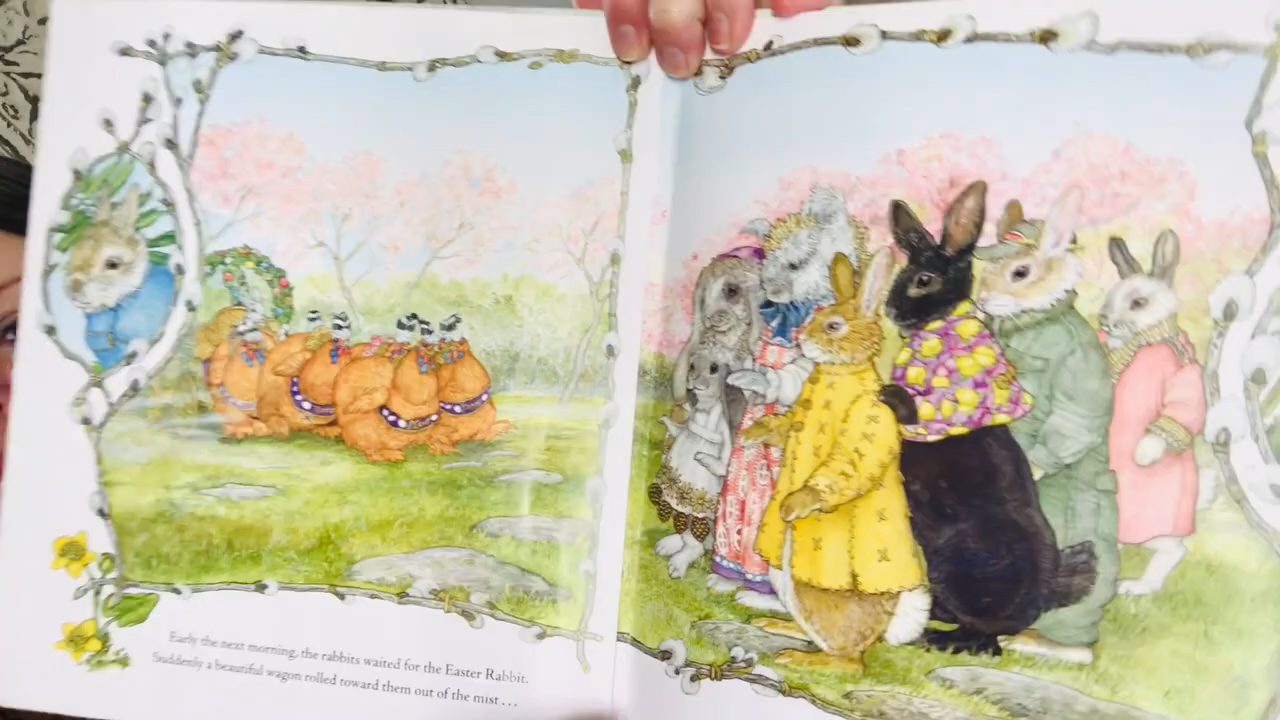 Early the next morning, the rabbits waited for the Easter Rabbit.
Suddenly a beautiful wagon rolled toward them out of the mist . . .